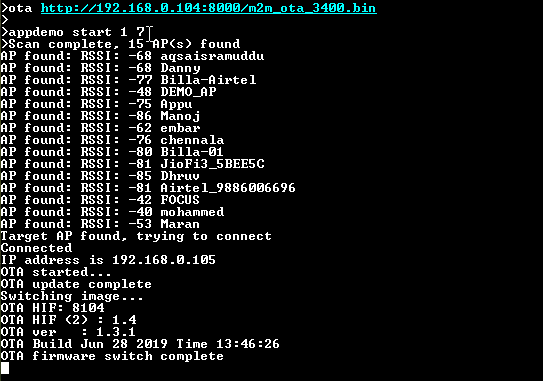 >ota http://192.168.0.104:8000/m2m_ota_3400.bin
>
>appdemo start 1 7
>Scan complete, 15 AP(s) found
AP found: RSSI: -68 aqsaisramuddu
AP found: RSSI: -68 Danny
AP found: RSSI: -77 Billa-Airtel
AP found: RSSI: -48 DEMO_AP
AP found: RSSI: -75 Appu
AP found: RSSI: -86 Manoj
AP found: RSSI: -62 embar
AP found: RSSI: -76 chennala
AP found: RSSI: -80 Billa-01
AP found: RSSI: -81 JioFi3_5BEE5C
AP found: RSSI: -85 Dhruv
AP found: RSSI: -81 Airtel_9886006696
AP found: RSSI: -42 FOCUS
AP found: RSSI: -40 mohammed
AP found: RSSI: -53 Maran
Target AP found, trying to connect
Connected
IP address is 192.168.0.105
OTA started...
OTA update complete
Switching image...
OTA HIF: 8104
OTA HIF (2) : 1.4
OTA ver   : 1.3.1
OTA Build Jun 28 2019 Time 13:46:26
OTA firmware switch complete